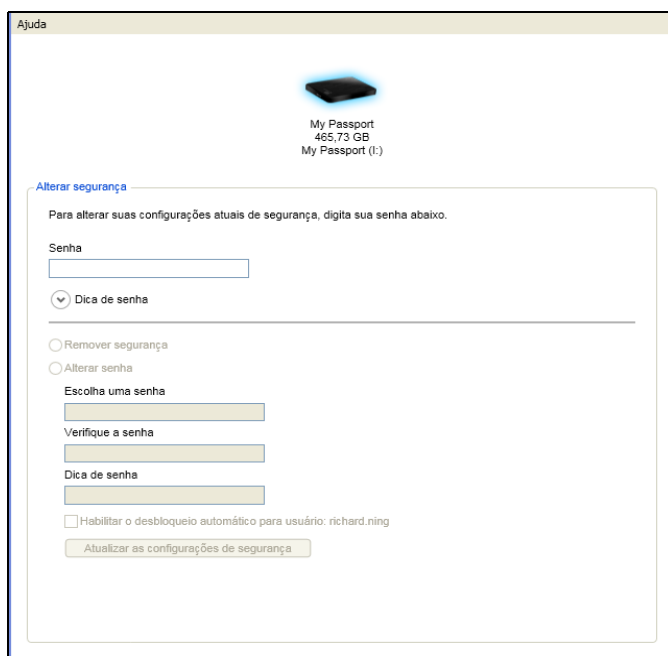 Ajuda
My Passport
465,73 GB
My Passport (I:)
Alterar segurança
Para alterar suas configurações atuais de segurança, digita sua senha abaixo.
Senha
Dica de senha
Remover segurança
Alterar senha
Escolha uma senha
Verifique a senha
Dica de senha
Habilitar o desbloqueio automático para usuário: richard.ning
Atualizar as configurações de segurança